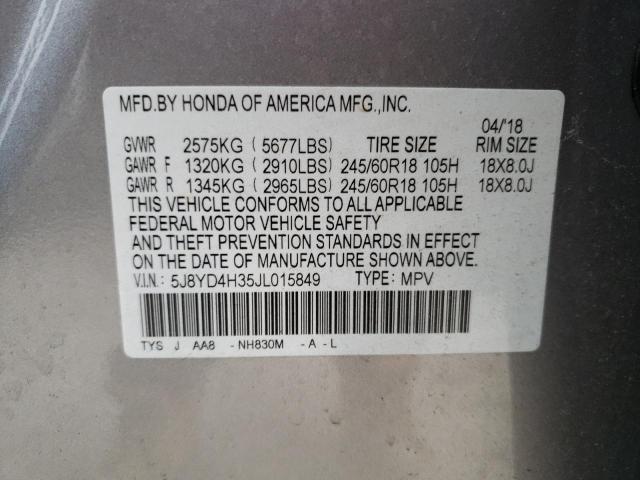 MFD.BY HONDA OF AMERICA MFG.,INC.
04/'18
GVWR 2575KG ( 5677LBS) TIRE SIZE RIM SIZE
GAWR F 1320KG ( 2910LBS) 245/60R18 105H 18X8.0J
GAWR R 1345KG ( 2965LBS) 245/60R18 105H 18X8.0J
THIS VEHICLE CONFORMS TO ALL APPLICABLE
FEDERAL MOTOR VEHICLE SAFETY
AND THEFT PREVENTION STANDARDS IN EFFECT
ON THE DATE OF MANUFACTURE SHOWN ABOVE.
V.I.N.: 5J8YD4H35JL015849 TYPE: MPV
TYS J AA8 - NH830M - A - L